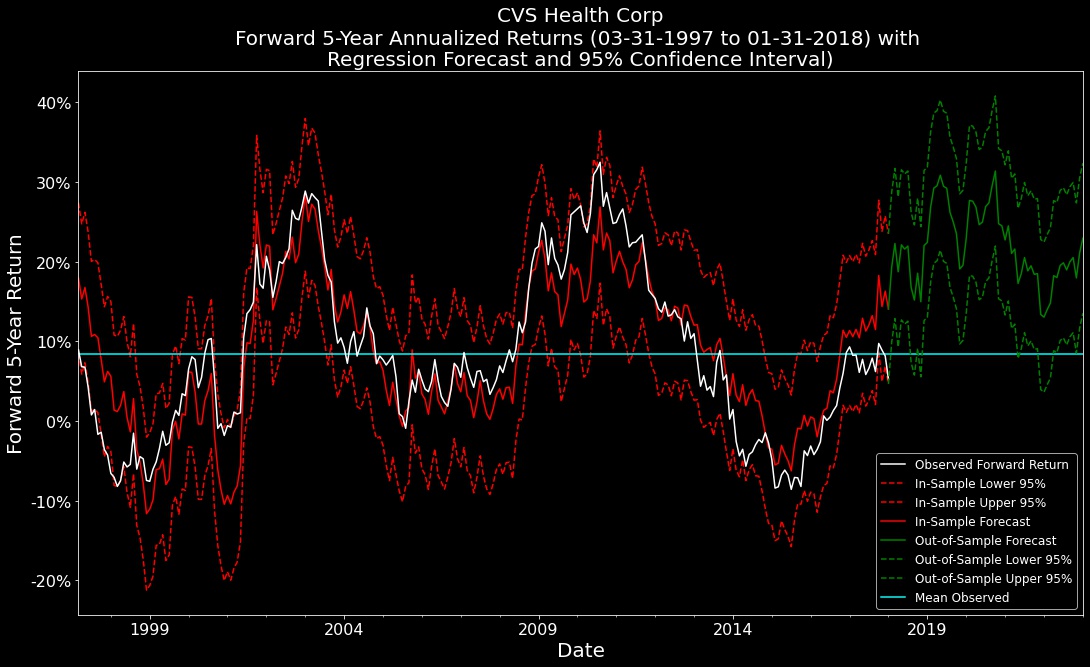 CVS Health Corp
Forward 5-Year Annualized Returns (03-31-1997 to 01-31-2018) with
Regression Forecast and 95% Confidence Interval)
Forward 5-Year Return
40%
30%
20%
10%
0%
-10%
-20%
1999
2004
2009
2014
2019
Date
Observed Forward Return
In-Sample Lower 95%
In-Sample Upper 95%
In-Sample Forecast
Out-of-Sample Forecast
Out-of-Sample Lower 95%
Out-of-Sample Upper 95%
Mean Observed